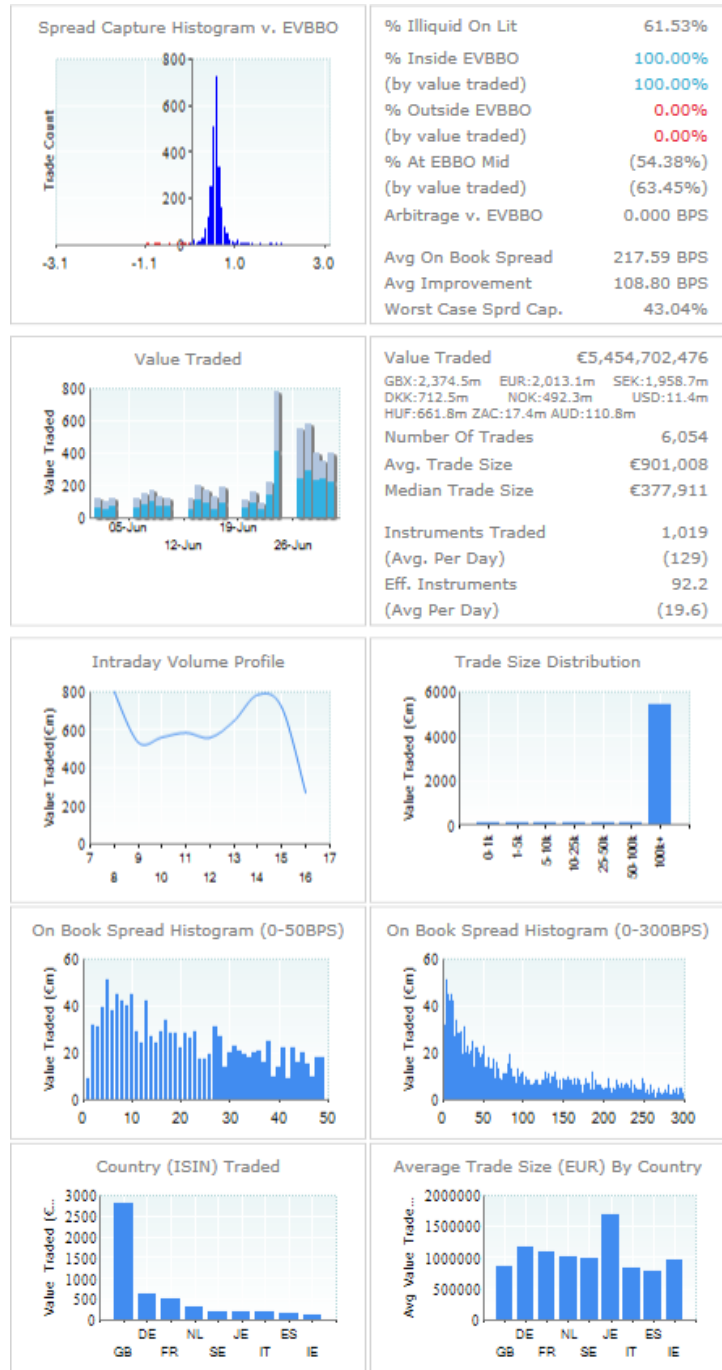 Spread Capture Histogram v. EVBBO
Trade Count
800
600
400
200
0
-3.1 -1.1 1.0 3.0
% Illiquid On Lit 61.53%
% Inside EVBBO 100.00%
(by value traded) 100.00%
% Outside EVBBO 0.00%
(by value traded) 0.00%
% At EBBO Mid (54.38%)
(by value traded) (63.45%)
Arbitrage v. EVBBO 0.000 BPS
Avg On Book Spread 217.59 BPS
Avg Improvement 108.80 BPS
Worst Case Sprd Cap. 43.04%
Value Traded
Value Traded
800
600
400
200
0
05-Jun 19-Jun
12-Jun 26-Jun
Value Traded €5,454,702,476
GBX:2,374.5m EUR:2,013.1m SEK:1,958.7m
DKK:712.5m NOK:492.3m USD:11.4m
HUF:661.8m ZAC:17.4m AUD:110.8m
Number Of Trades 6,054
Avg. Trade Size €901,008
Median Trade Size €377,911
Instruments Traded 1,019
(Avg. Per Day) (129)
Eff. Instruments 92.2
(Avg Per Day) (19.6)
Intraday Volume Profile
Value Traded(€m)
800
600
400
200
0
7 9 11 13 15 17
8 10 12 14 16
Trade Size Distribution
Value Traded (€m)
6000
4000
2000
0
0-1k 1-5k 5-10k 10-25k 25-50k 50-100k 100k+
On Book Spread Histogram (0-50BPS)
Value Traded (€m)
60
40
20
0
0 10 20 30 40 50
On Book Spread Histogram (0-300BPS)
Value Traded (€m)
60
40
20
0
0 50 100 150 200 250 300
Country (ISIN) Traded
Value Traded (€...
3000
2500
2000
1500
1000
500
0
DE NL JE ES
GB FR SE IT IE
Average Trade Size (EUR) By Country
Avg Value Trade...
2000000
1500000
1000000
500000
0
DE NL JE ES
GB FR SE IT IE